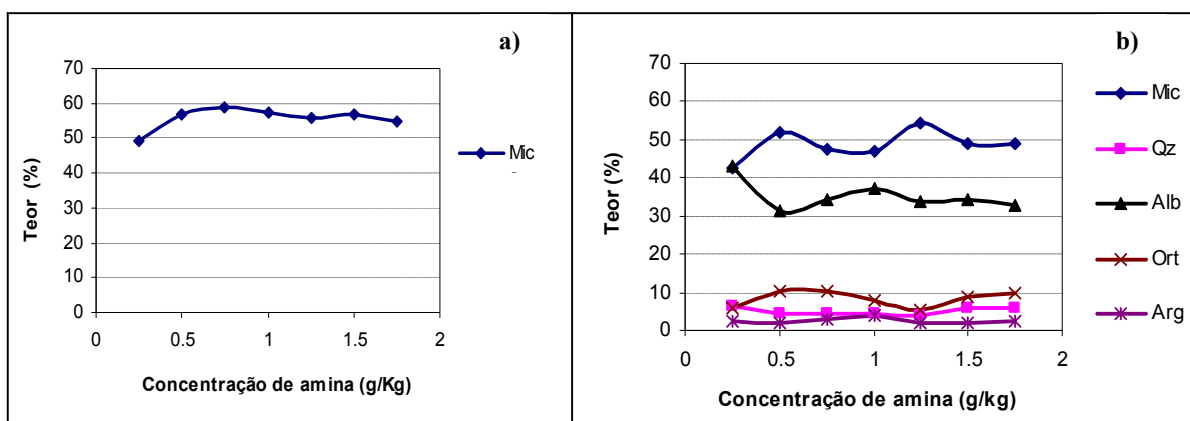 a)
70
60
50
40
30
20
10
0
0 0.5 1 1.5 2
Teor (%)
Concentração de amina (g/Kg)
Mic
b)
70
60
50
40
30
20
10
0
0 0.5 1 1.5 2
Teor (%)
Concentração de amina (g/kg)
Mic
Qz
Alb
Ort
Arg